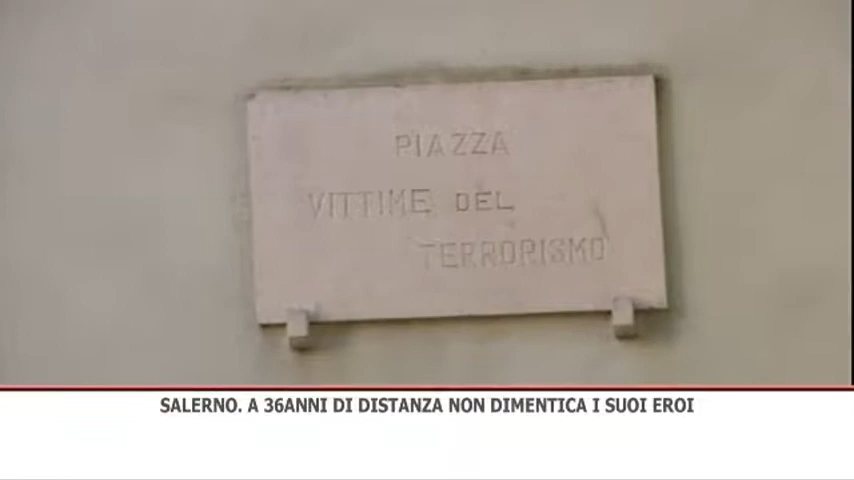 PIAZZA
VITTIME DEL
TERRORISMO
SALERNO. A 36ANNI DI DISTANZA NON DIMENTICA I SUOI EROI